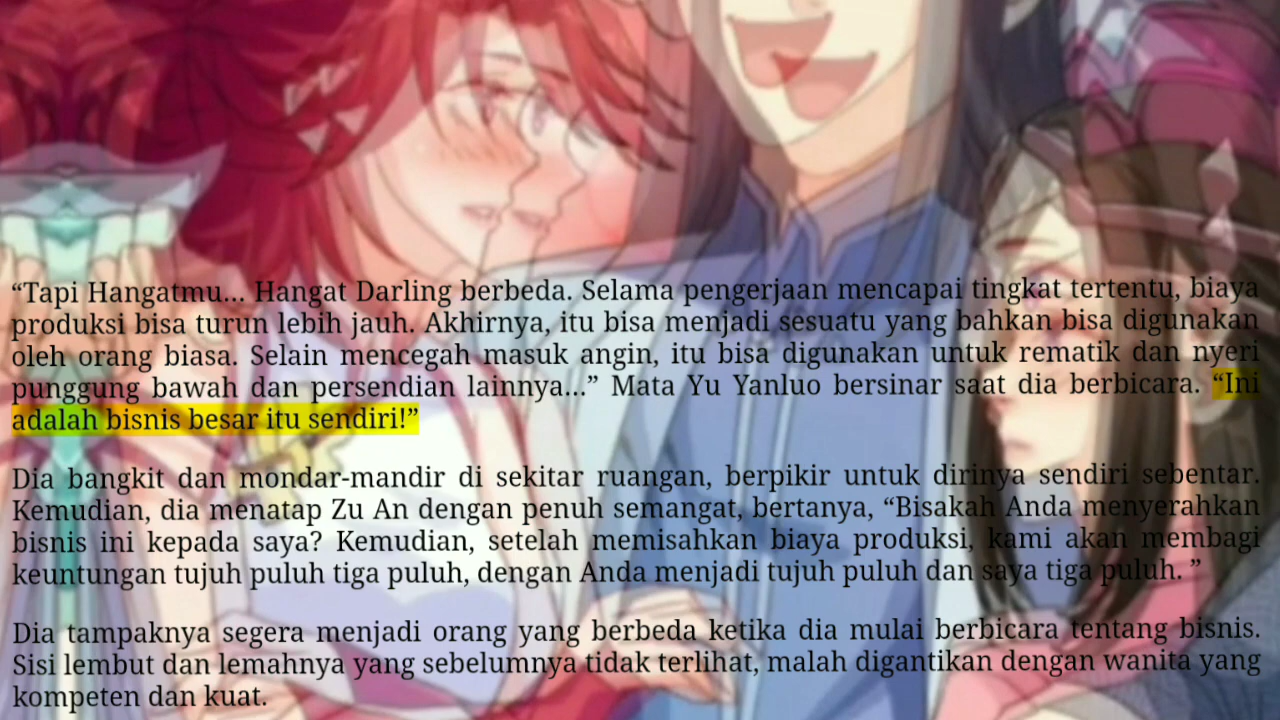 “Tapi Hangatmu... Hangat Darling berbeda. Selama pengerjaan mencapai tingkat tertentu, biaya
produksi bisa turun lebih jauh. Akhirnya, itu bisa menjadi sesuatu yang bahkan bisa digunakan
oleh orang biasa. Selain mencegah masuk angin, itu bisa digunakan untuk rematik dan nyeri
punggung bawah dan persendian lainnya...” Mata Yu Yanluo bersinar saat dia berbicara. “Ini
adalah bisnis besar itu sendiri!”
Dia bangkit dan mondar-mandir di sekitar ruangan, berpikir untuk dirinya sendiri sebentar.
Kemudian, dia menatap Zu An dengan penuh semangat, bertanya, “Bisakah Anda menyerahkan
bisnis ini kepada saya? Kemudian, setelah memisahkan biaya produksi, kami akan membagi
keuntungan tujuh puluh tiga puluh, dengan Anda menjadi tujuh puluh dan saya tiga puluh. ”
Dia tampaknya segera menjadi orang yang berbeda ketika dia mulai berbicara tentang bisnis.
Sisi lembut dan lemahnya yang sebelumnya tidak terlihat, malah digantikan dengan wanita yang
kompeten dan kuat.